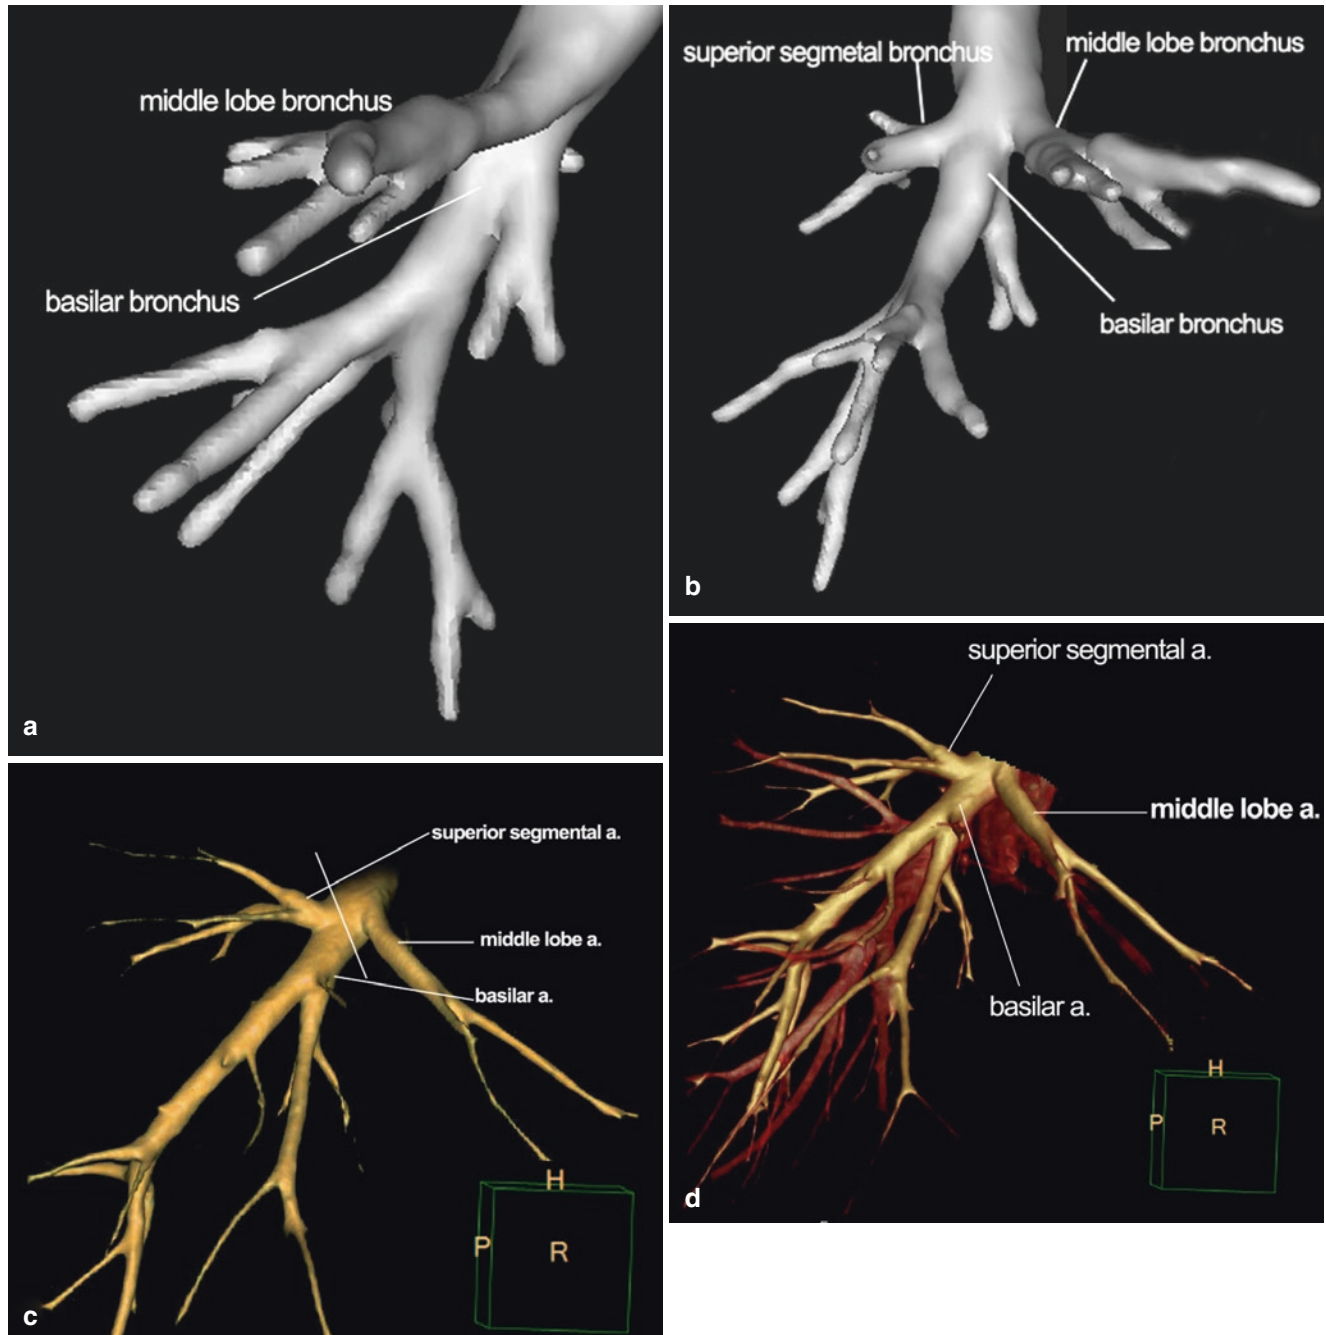 middle lobe bronchus
basilar bronchus
a
superior segmetal bronchus
middle lobe bronchus
basilar bronchus
b
superior segmental a.
middle lobe a.
basilar a.
H
P
R
c
superior segmental a.
middle lobe a.
basilar a.
H
P
R
d